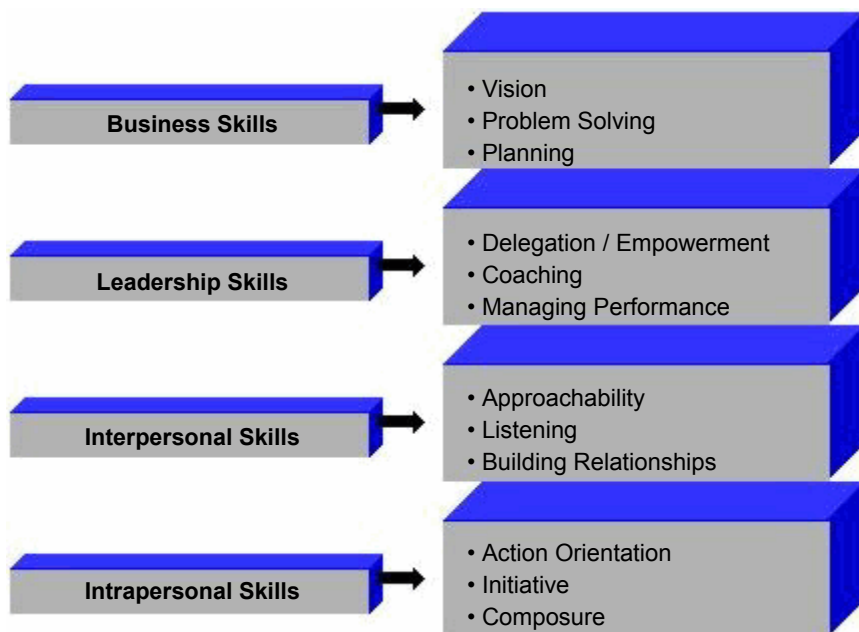 Business Skills
• Vision
• Problem Solving
• Planning
Leadership Skills
• Delegation / Empowerment
• Coaching
• Managing Performance
Interpersonal Skills
• Approachability
• Listening
• Building Relationships
Intrapersonal Skills
• Action Orientation
• Initiative
• Composure